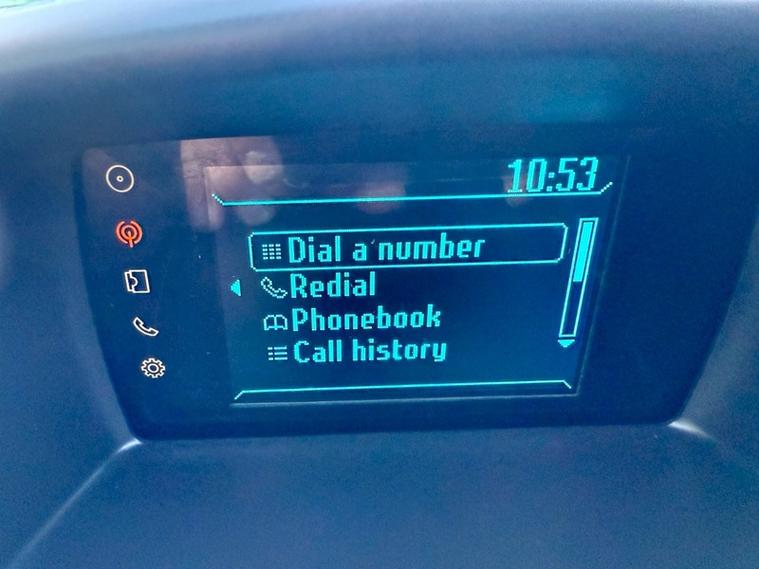 10:53
Dial a number
Redial
Phonebook
Call history